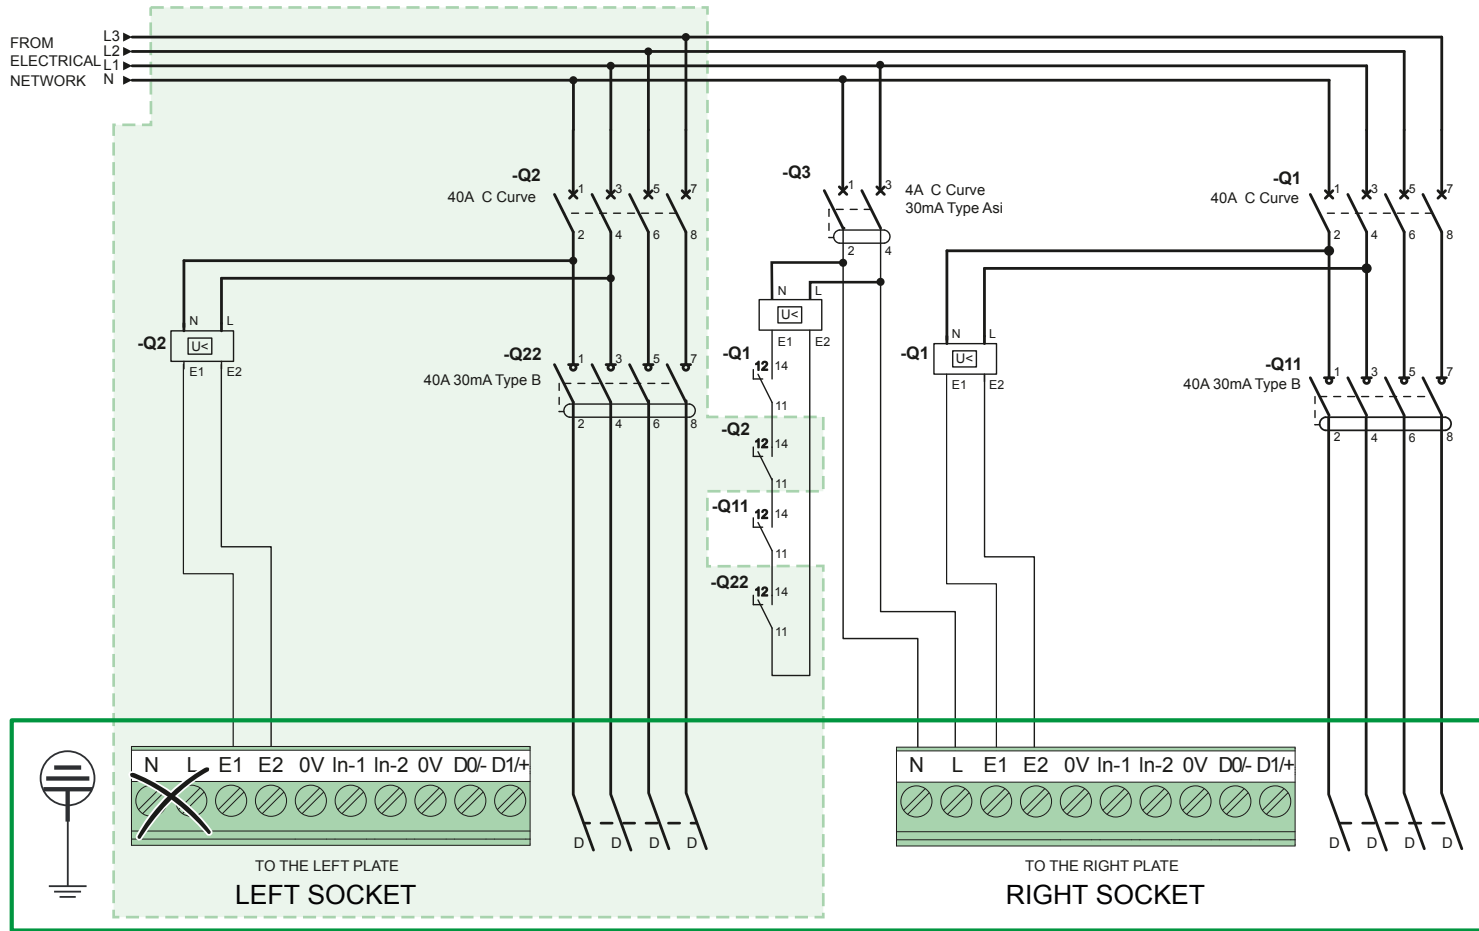 FROM
ELECTRICAL
NETWORK
L3
L2
L1
N
-Q2
40A C Curve
1 3 5 7
2 4 6 8
-Q3
1 3
4A C Curve
30mA Type Asi
2 4
-Q1
40A C Curve
1 3 5 7
2 4 6 8
N L
-Q2
U<
E1 E2
-Q22
40A 30mA Type B
1 3 5 7
2 4 6 8
N L
U<
E1 E2
-Q1
12 14
11
-Q2
12 14
11
-Q11
12 14
11
-Q22
12 14
11
N L
-Q1
U<
E1 E2
-Q11
40A 30mA Type B
1 3 5 7
2 4 6 8
N L E1 E2 0V In-1 In-2 0V D0/- D1/+
D D D D
TO THE LEFT PLATE
LEFT SOCKET
N L E1 E2 0V In-1 In-2 0V D0/- D1/+
D D D D
TO THE RIGHT PLATE
RIGHT SOCKET